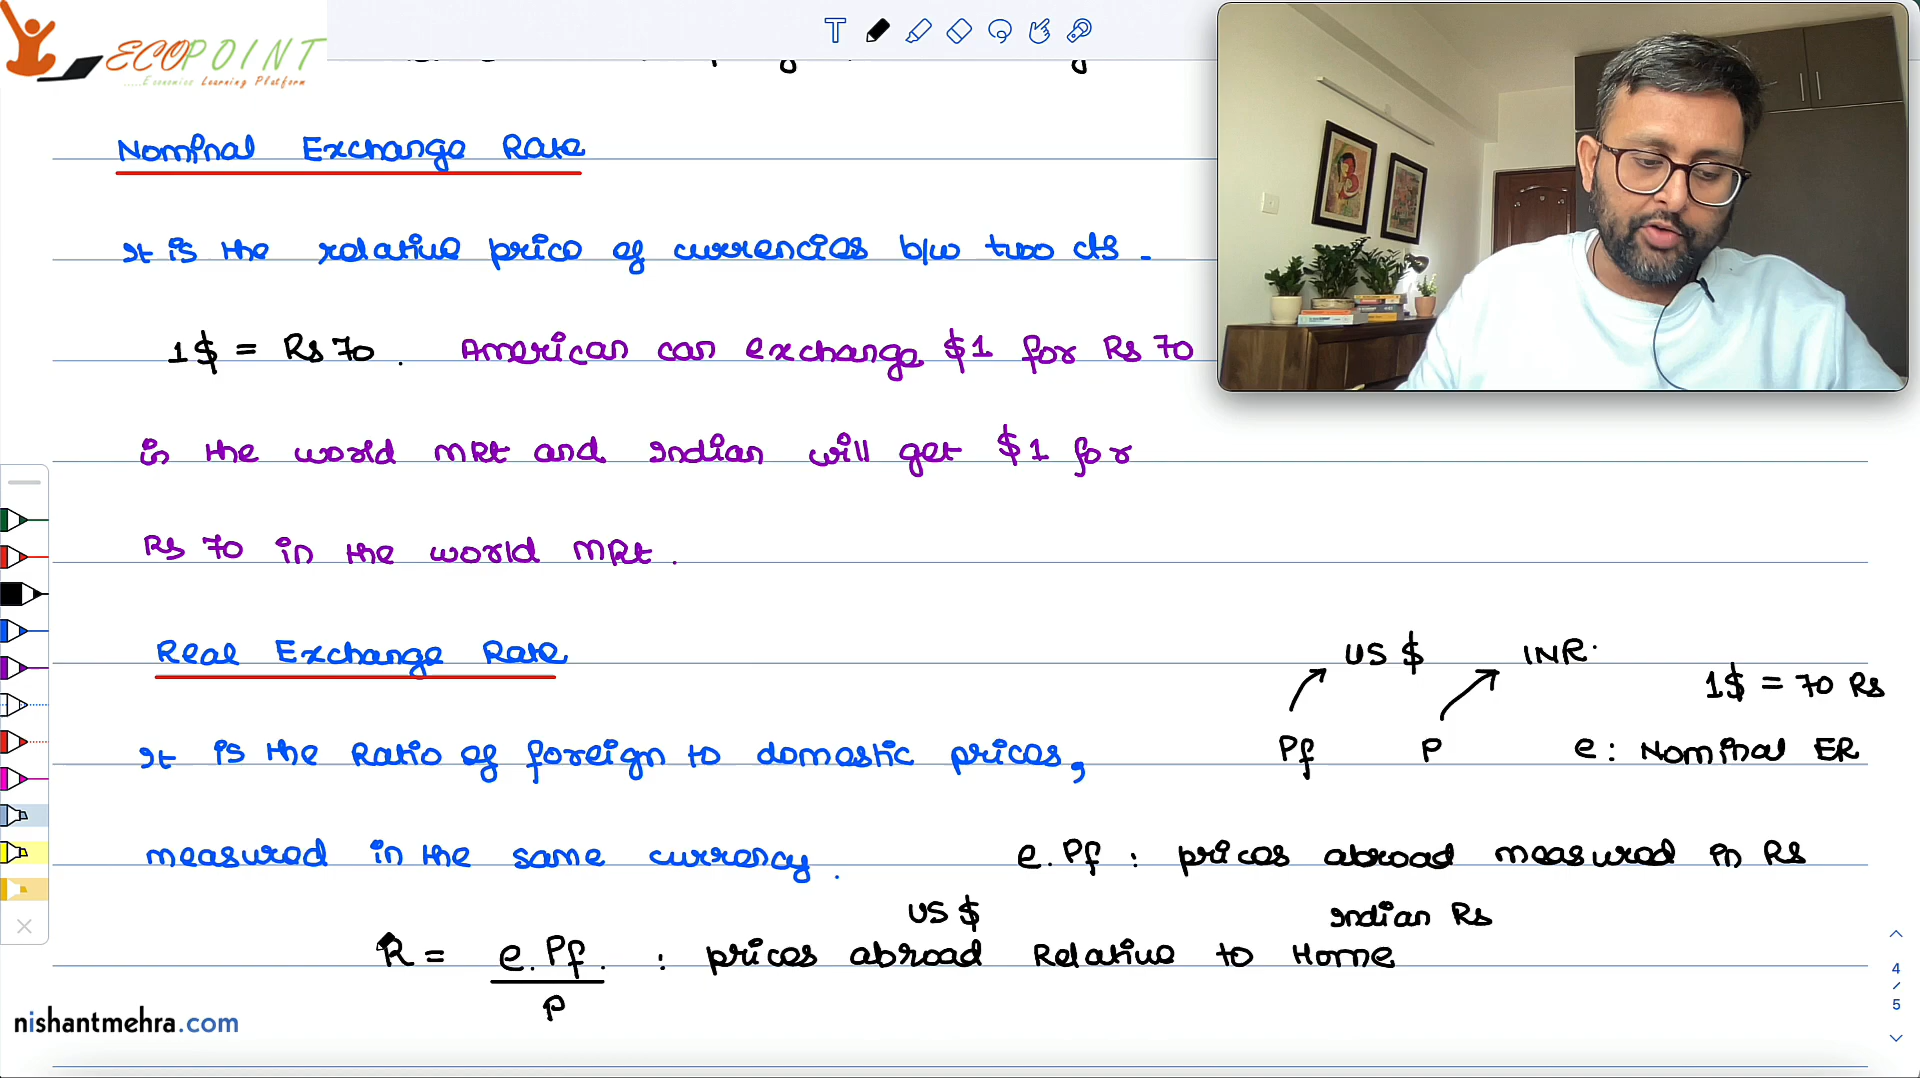 ECOPOINT
.....Economics Learning Platform
Nominal Exchange Rate
It is the relative price of currencies b/w two cts.
1$ = Rs 70. American can exchange $1 for Rs 70
in the world mkt and Indian will get $1 for
Rs 70 in the world mkt.
Real Exchange Rate
US $ INR.
1$ = 70 Rs
It is the Ratio of foreign to domestic prices,
Pf P e: Nominal ER
measured in the same currency. e.Pf : prices abroad measured in Rs
US $ Indian Rs
R = e.Pf. : prices abroad Relative to Home
P
nishantmehra.com
4
/
5